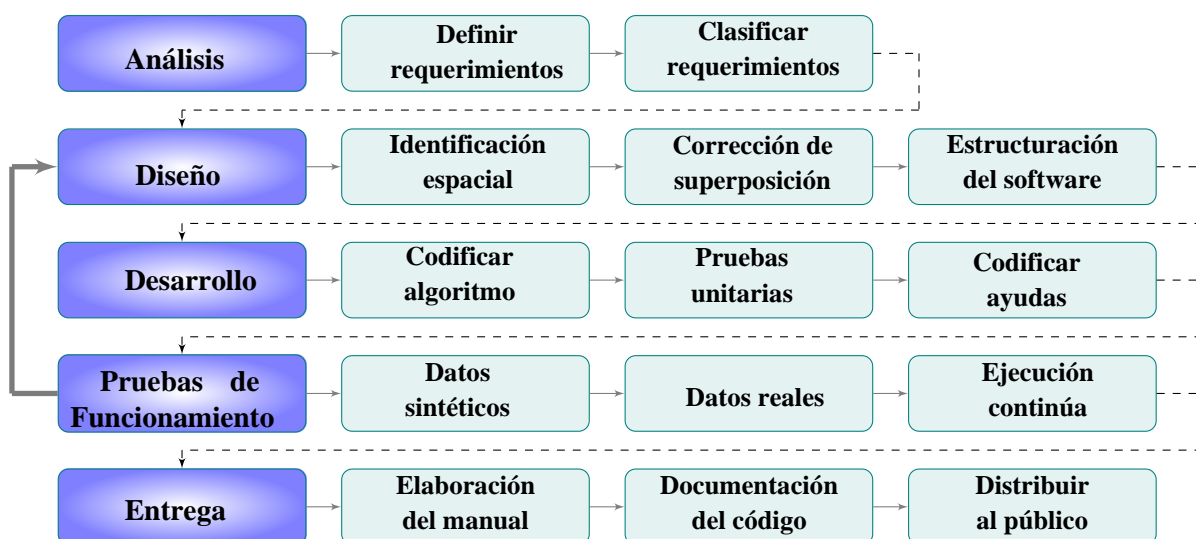 Análisis
Definir
requerimientos
Clasificar
requerimientos
Diseño
Identificación
espacial
Corrección de
superposición
Estructuración
del software
Desarrollo
Codificar
algoritmo
Pruebas
unitarias
Codificar
ayudas
Pruebas de
Funcionamiento
Datos
sintéticos
Datos reales
Ejecución
continúa
Entrega
Elaboración
del manual
Documentación
del código
Distribuir
al público